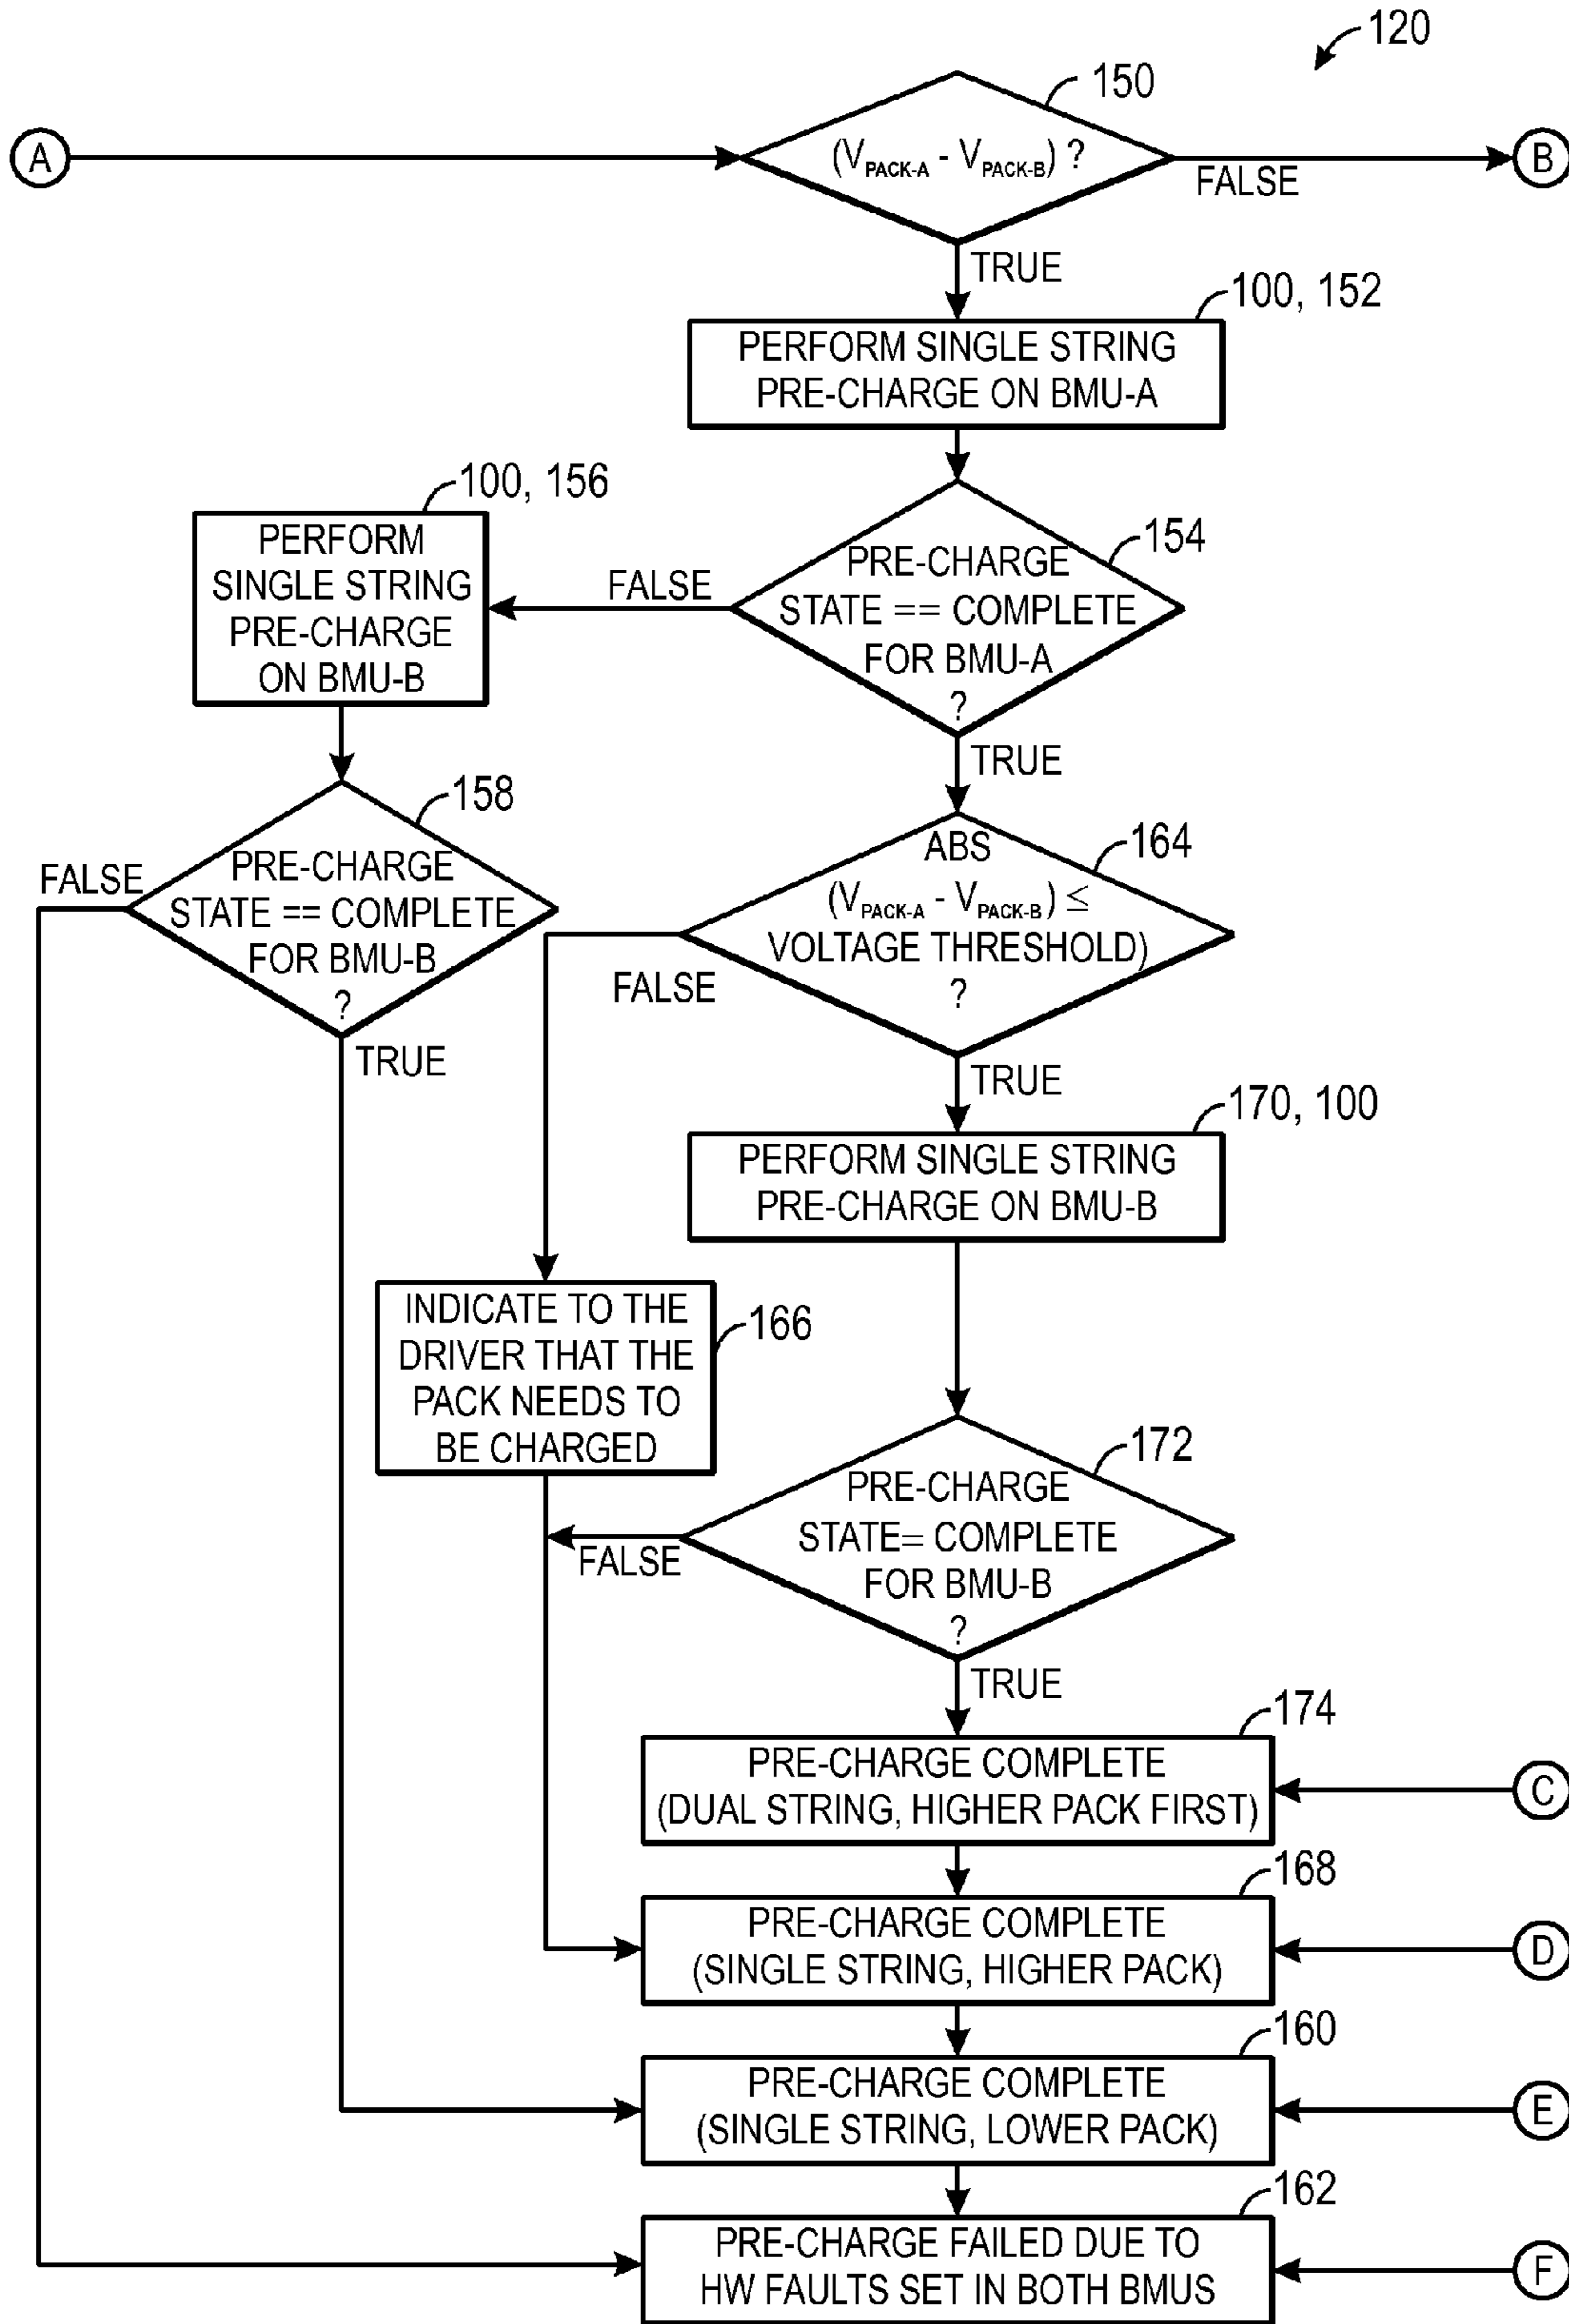 120
150
A
(V PACK-A - V PACK-B) ?
B
FALSE
TRUE
100, 152
PERFORM SINGLE STRING
PRE-CHARGE ON BMU-A
100, 156
PERFORM
SINGLE STRING
PRE-CHARGE
ON BMU-B
FALSE
154
PRE-CHARGE
STATE == COMPLETE
FOR BMU-A
?
TRUE
158
FALSE
PRE-CHARGE
STATE == COMPLETE
FOR BMU-B
?
TRUE
164
ABS
(V PACK-A - V PACK-B) ≤
VOLTAGE THRESHOLD)
?
FALSE
TRUE
170, 100
PERFORM SINGLE STRING
PRE-CHARGE ON BMU-B
INDICATE TO THE
DRIVER THAT THE
PACK NEEDS TO
BE CHARGED
166
172
PRE-CHARGE
STATE= COMPLETE
FOR BMU-B
?
FALSE
TRUE
174
PRE-CHARGE COMPLETE
(DUAL STRING, HIGHER PACK FIRST)
C
168
PRE-CHARGE COMPLETE
(SINGLE STRING, HIGHER PACK)
D
160
PRE-CHARGE COMPLETE
(SINGLE STRING, LOWER PACK)
E
162
PRE-CHARGE FAILED DUE TO
HW FAULTS SET IN BOTH BMUS
F